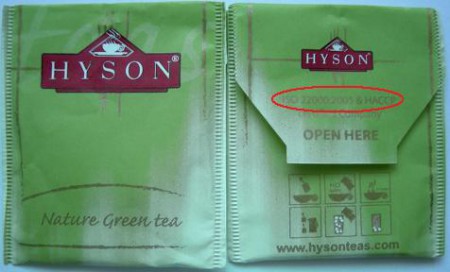 HYSON®
Nature Green tea
HYSON
ISO 22000:2005 & HACCP
OPEN HERE
www.hysonteas.com